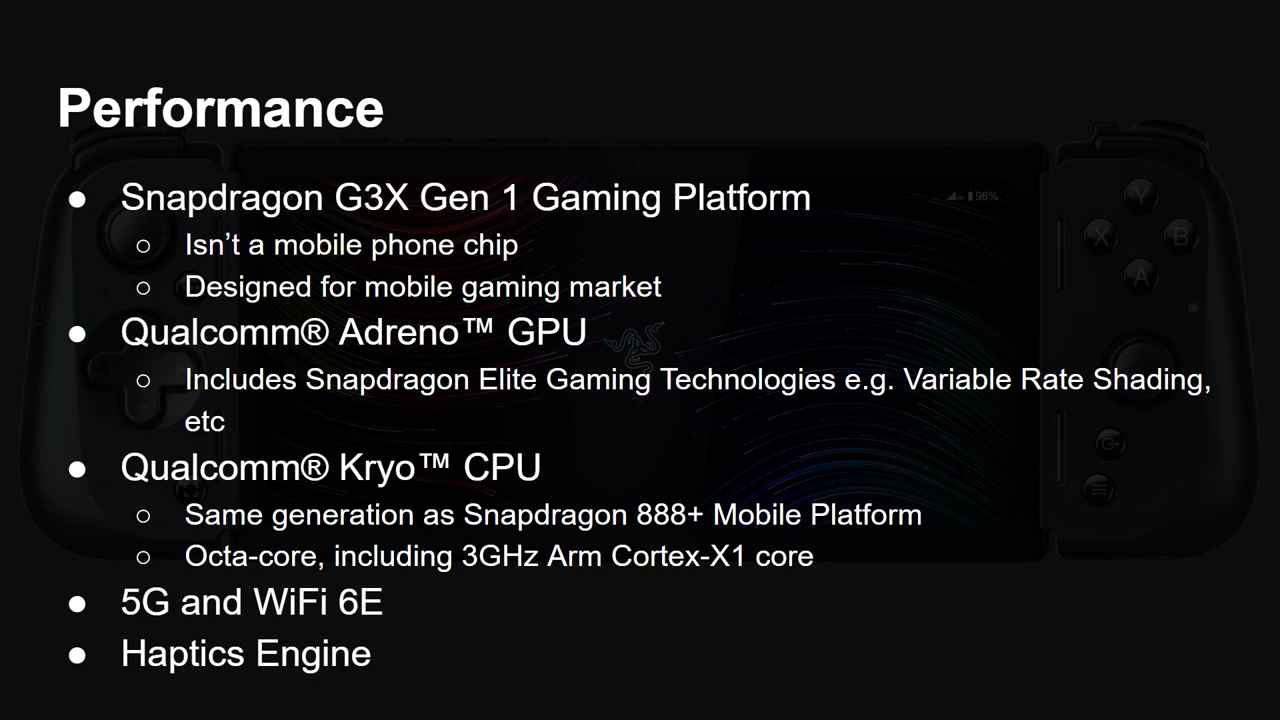 Performance
● Snapdragon G3X Gen 1 Gaming Platform
○ Isn’t a mobile phone chip
○ Designed for mobile gaming market
● Qualcomm® Adreno™ GPU
○ Includes Snapdragon Elite Gaming Technologies e.g. Variable Rate Shading,
etc
● Qualcomm® Kryo™ CPU
○ Same generation as Snapdragon 888+ Mobile Platform
○ Octa-core, including 3GHz Arm Cortex-X1 core
● 5G and WiFi 6E
● Haptics Engine
96%
Y
X B
A